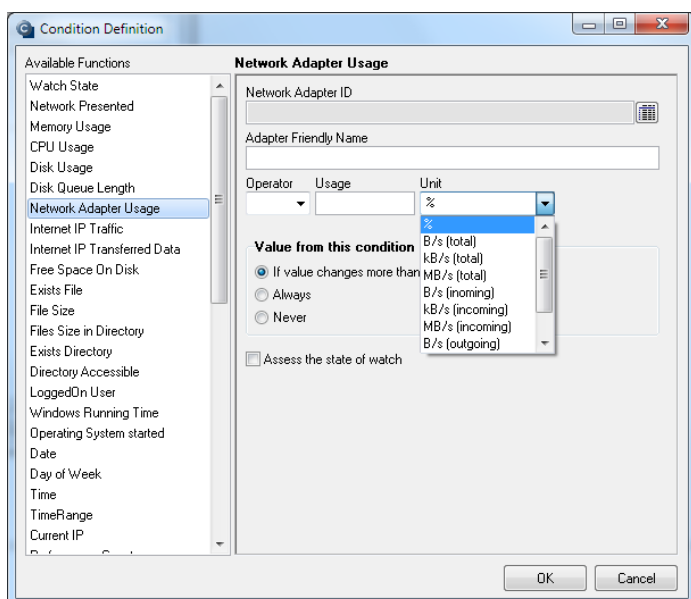 Condition Definition
Available Functions
Watch State
Network Presented
Memory Usage
CPU Usage
Disk Usage
Disk Queue Length
Network Adapter Usage
Internet IP Traffic
Internet IP Transferred Data
Free Space On Disk
Exists File
File Size
Files Size in Directory
Exists Directory
Directory Accessible
LoggedOn User
Windows Running Time
Operating System started
Date
Day of Week
Time
TimeRange
Current IP
Network Adapter Usage
Network Adapter ID
Adapter Friendly Name
Operator Usage Unit
%
%
B/s (total)
kB/s (total)
MB/s (total)
B/s (inoming)
kB/s (incoming)
MB/s (incoming)
B/s (outgoing)
Value from this condition
If value changes more than
Always
Never
Assess the state of watch
OK Cancel